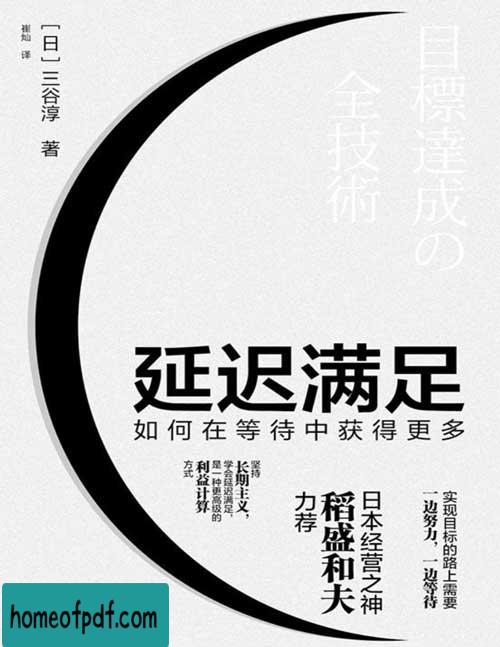 [日]三谷淳 著
崔灿 译
目標達成の
全技術
延迟满足
如何在等待中获得更多
实现目标的路上需要
一边努力，一边等待
日本经营之神
稻盛和夫
力荐
坚持
长期主义，
学会延迟满足，
是一种更高级的
利益计算
方式
homeofpdf.com